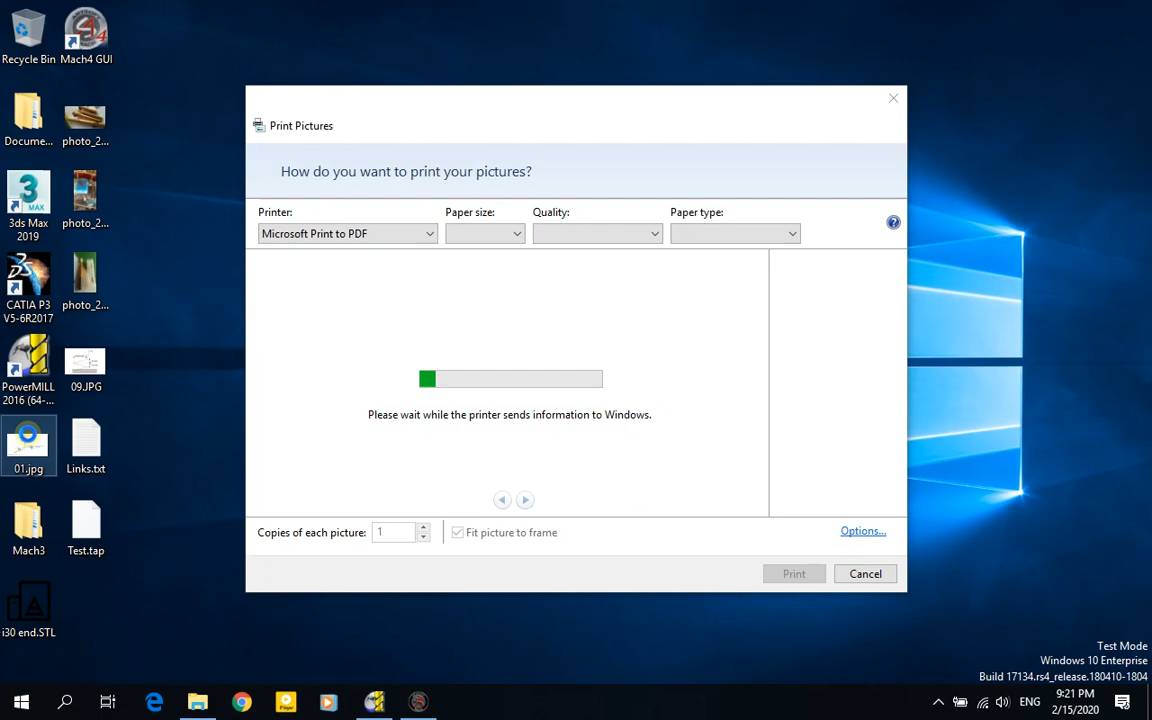 Recycle Bin
Mach4 GUI
Docume...
photo_2...
3
MAX
3ds Max
2019
photo_2...
CATIA P3
V5-6R2017
photo_2...
PowerMILL
2016 (64-...
09.JPG
01.jpg
Links.txt
Mach3
Test.tap
i30 end.STL
Print Pictures
How do you want to print your pictures?
Printer:
Paper size:
Quality:
Paper type:
Microsoft Print to PDF
Please wait while the printer sends information to Windows.
Copies of each picture:
1
Fit picture to frame
Options...
Print
Cancel
Test Mode
Windows 10 Enterprise
Build 17134.rs4_release.180410-1804
ENG
9:21 PM
2/15/2020